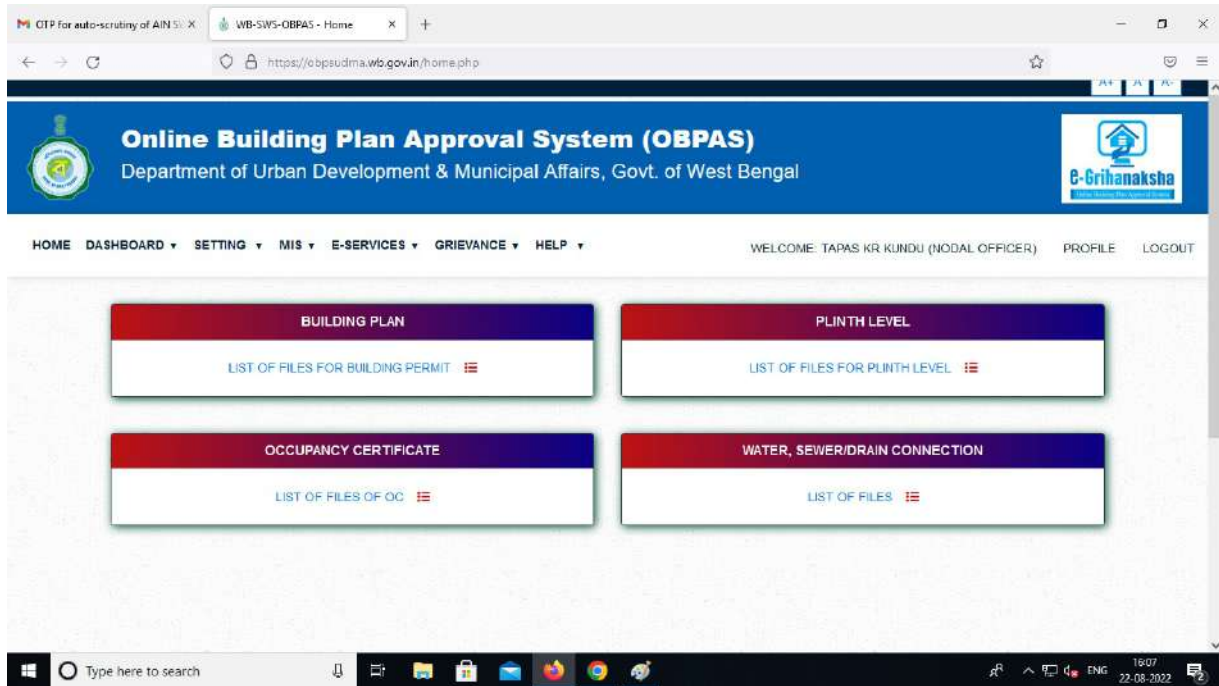 OTP for auto-scrutiny of AIN S
WB-SWS-OBPAS - Home
https://obpsudma.wb.gov.in/home.php
A+ A A-
Online Building Plan Approval System (OBPAS)
Department of Urban Development & Municipal Affairs, Govt. of West Bengal
e-Grihanaksha
HOME DASHBOARD SETTING MIS E-SERVICES GRIEVANCE HELP WELCOME: TAPAS KR KUNDU (NODAL OFFICER) PROFILE LOGOUT
BUILDING PLAN
LIST OF FILES FOR BUILDING PERMIT
PLINTH LEVEL
LIST OF FILES FOR PLINTH LEVEL
OCCUPANCY CERTIFICATE
LIST OF FILES OF OC
WATER, SEWER/DRAIN CONNECTION
LIST OF FILES
Type here to search
ENG
16:07
22-08-2022
2